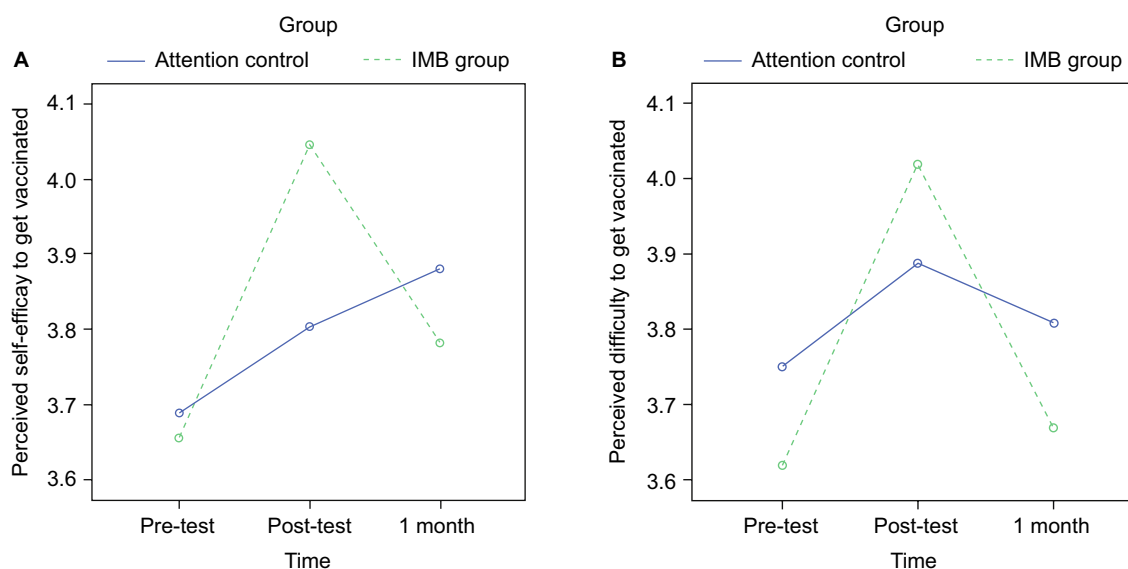 Group
A
Attention control
IMB group
Perceived self-efficay to get vaccinated
4.1
4.0
3.9
3.8
3.7
3.6
Pre-test
Post-test
1 month
Time
Group
B
Attention control
IMB group
Perceived difficulty to get vaccinated
4.1
4.0
3.9
3.8
3.7
3.6
Pre-test
Post-test
1 month
Time